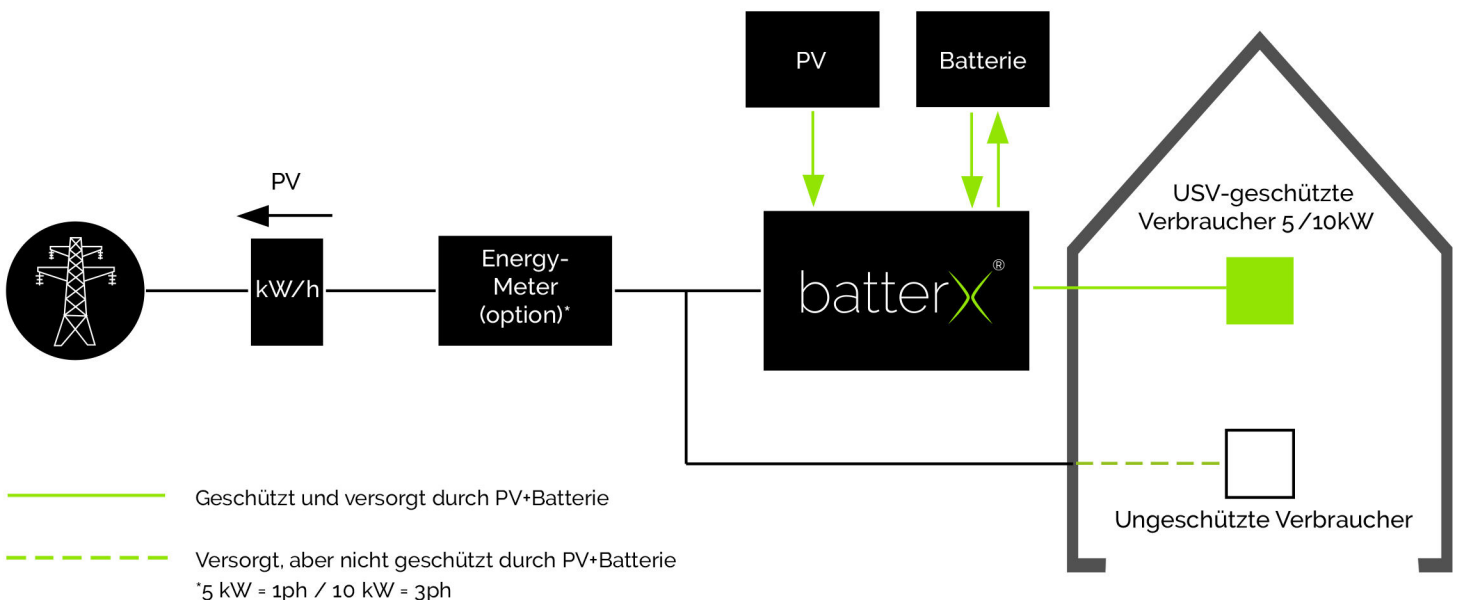 PV
Batterie
PV
USV-geschützte
Verbraucher 5/10kW
kW/h
Energy-
Meter
(option)*
batterX®
Ungeschützte Verbraucher
Geschützt und versorgt durch PV+Batterie
Versorgt, aber nicht geschützt durch PV+Batterie
*5 kW = 1ph / 10 kW = 3ph